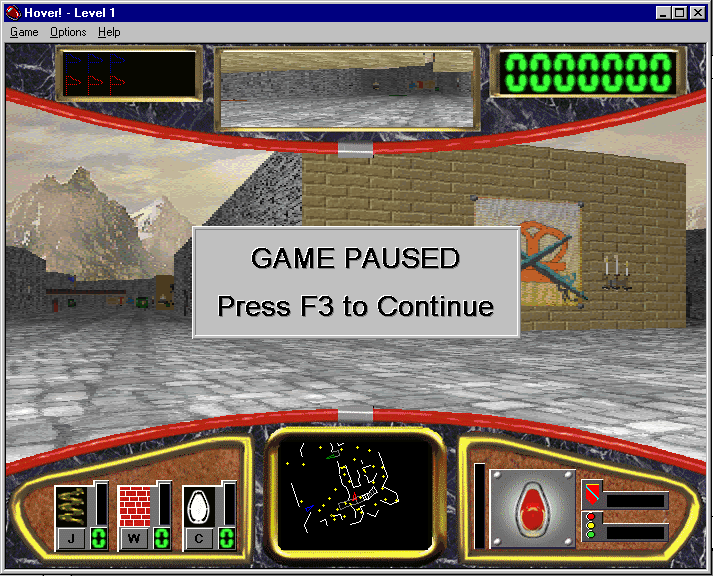 Hover! - Level 1
Game Options Help
0000000
GAME PAUSED
Press F3 to Continue
J 0 W 0 C 0